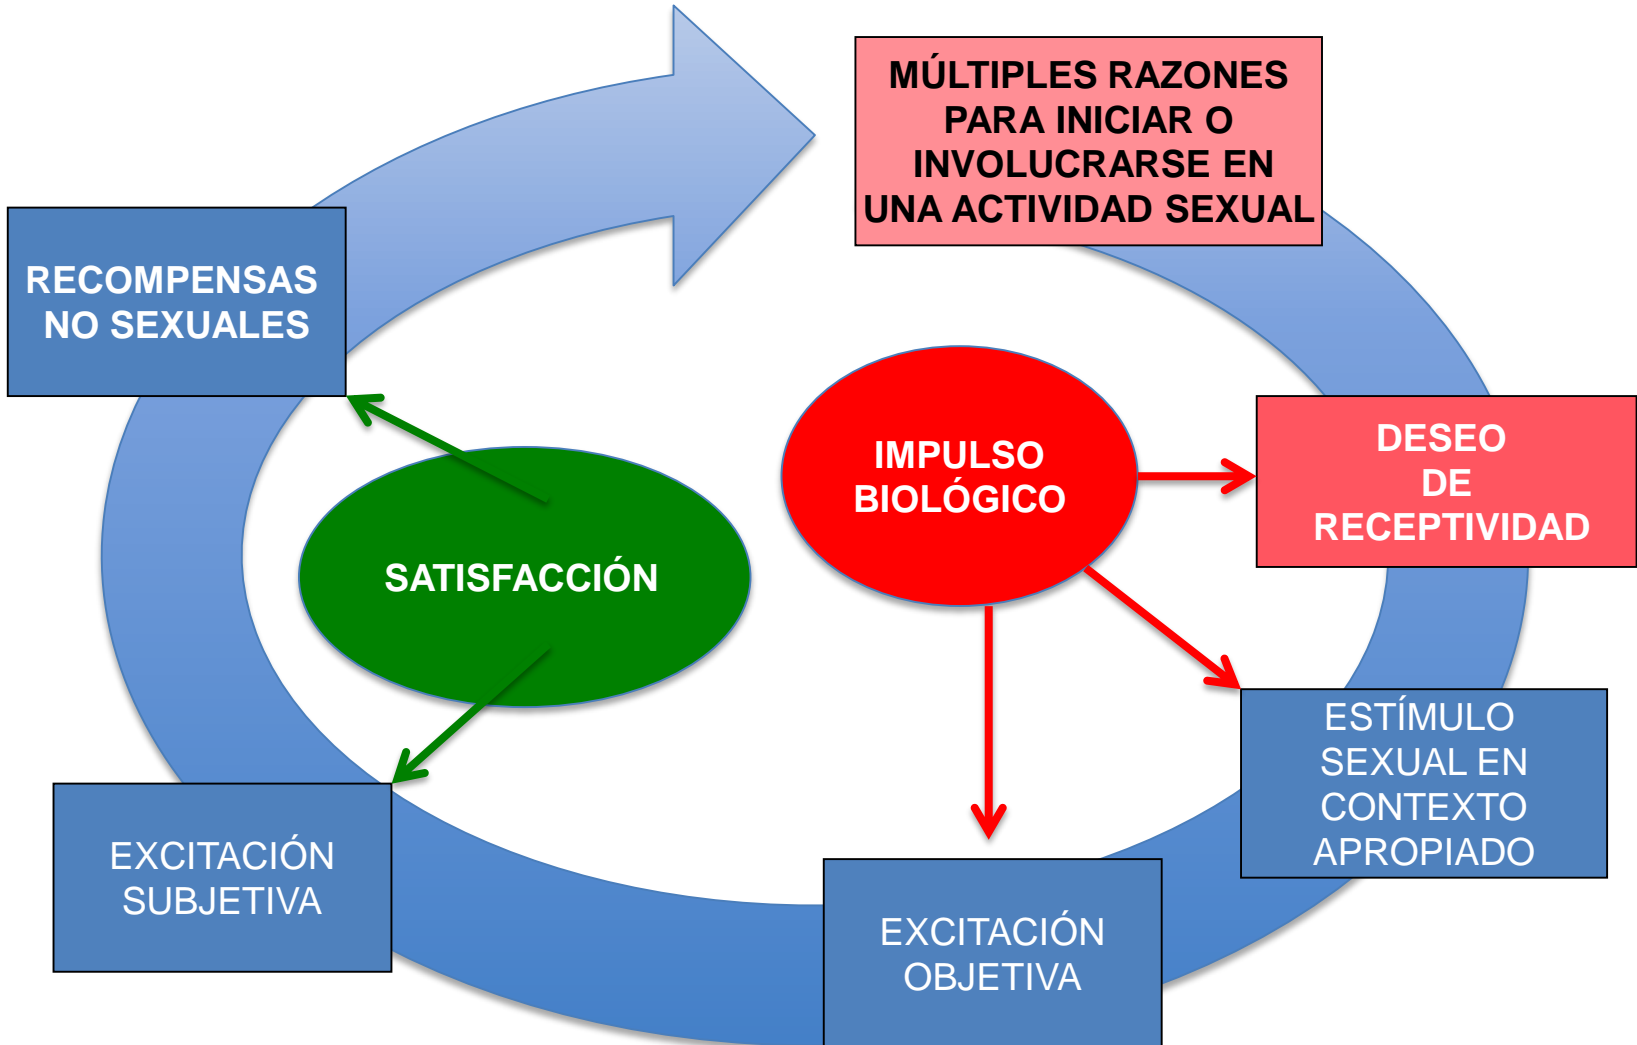 MÚLTIPLES RAZONES
PARA INICIAR O
INVOLUCRARSE EN
UNA ACTIVIDAD SEXUAL
RECOMPENSAS
NO SEXUALES
IMPULSO
BIOLÓGICO
DESEO
DE
RECEPTIVIDAD
SATISFACCIÓN
ESTÍMULO
SEXUAL EN
CONTEXTO
APROPIADO
EXCITACIÓN
SUBJETIVA
EXCITACIÓN
OBJETIVA